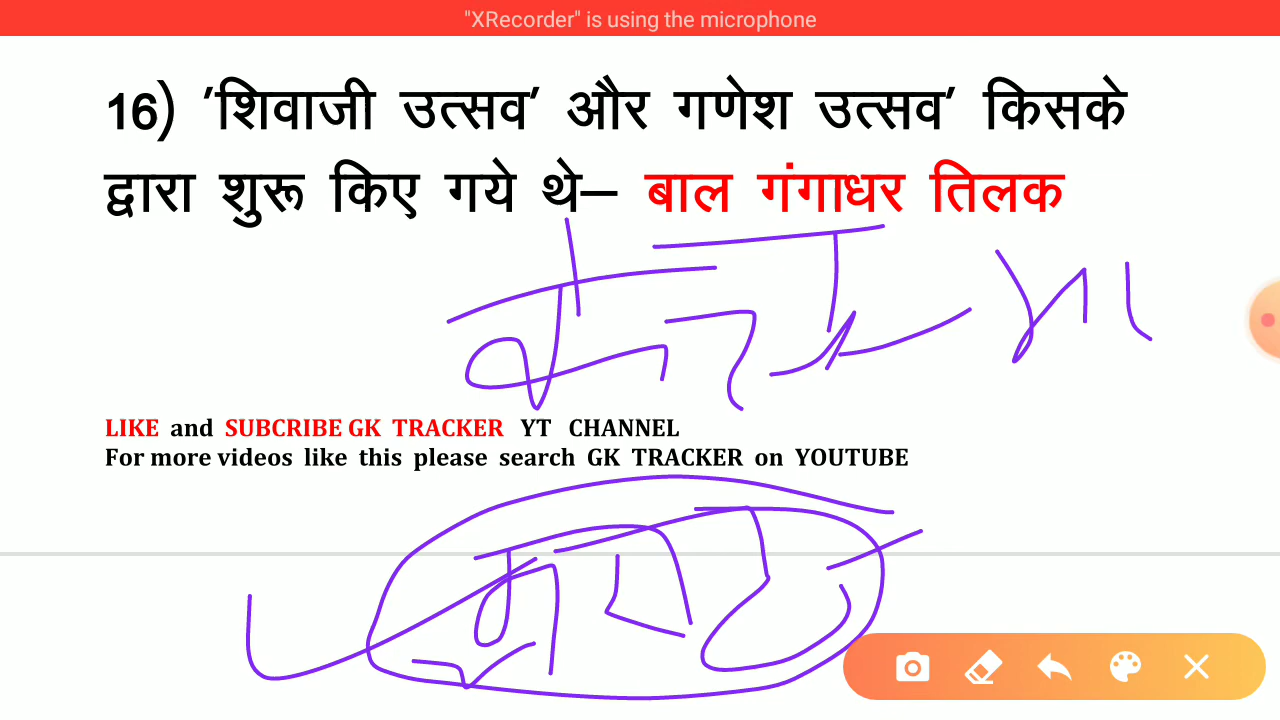 "XRecorder" is using the microphone
16) 'शिवाजी उत्सव' और गणेश उत्सव' किसके
द्वारा शुरू किए गये थे– बाल गंगाधर तिलक
LIKE and SUBCRIBE GK TRACKER YT CHANNEL
For more videos like this please search GK TRACKER on YOUTUBE